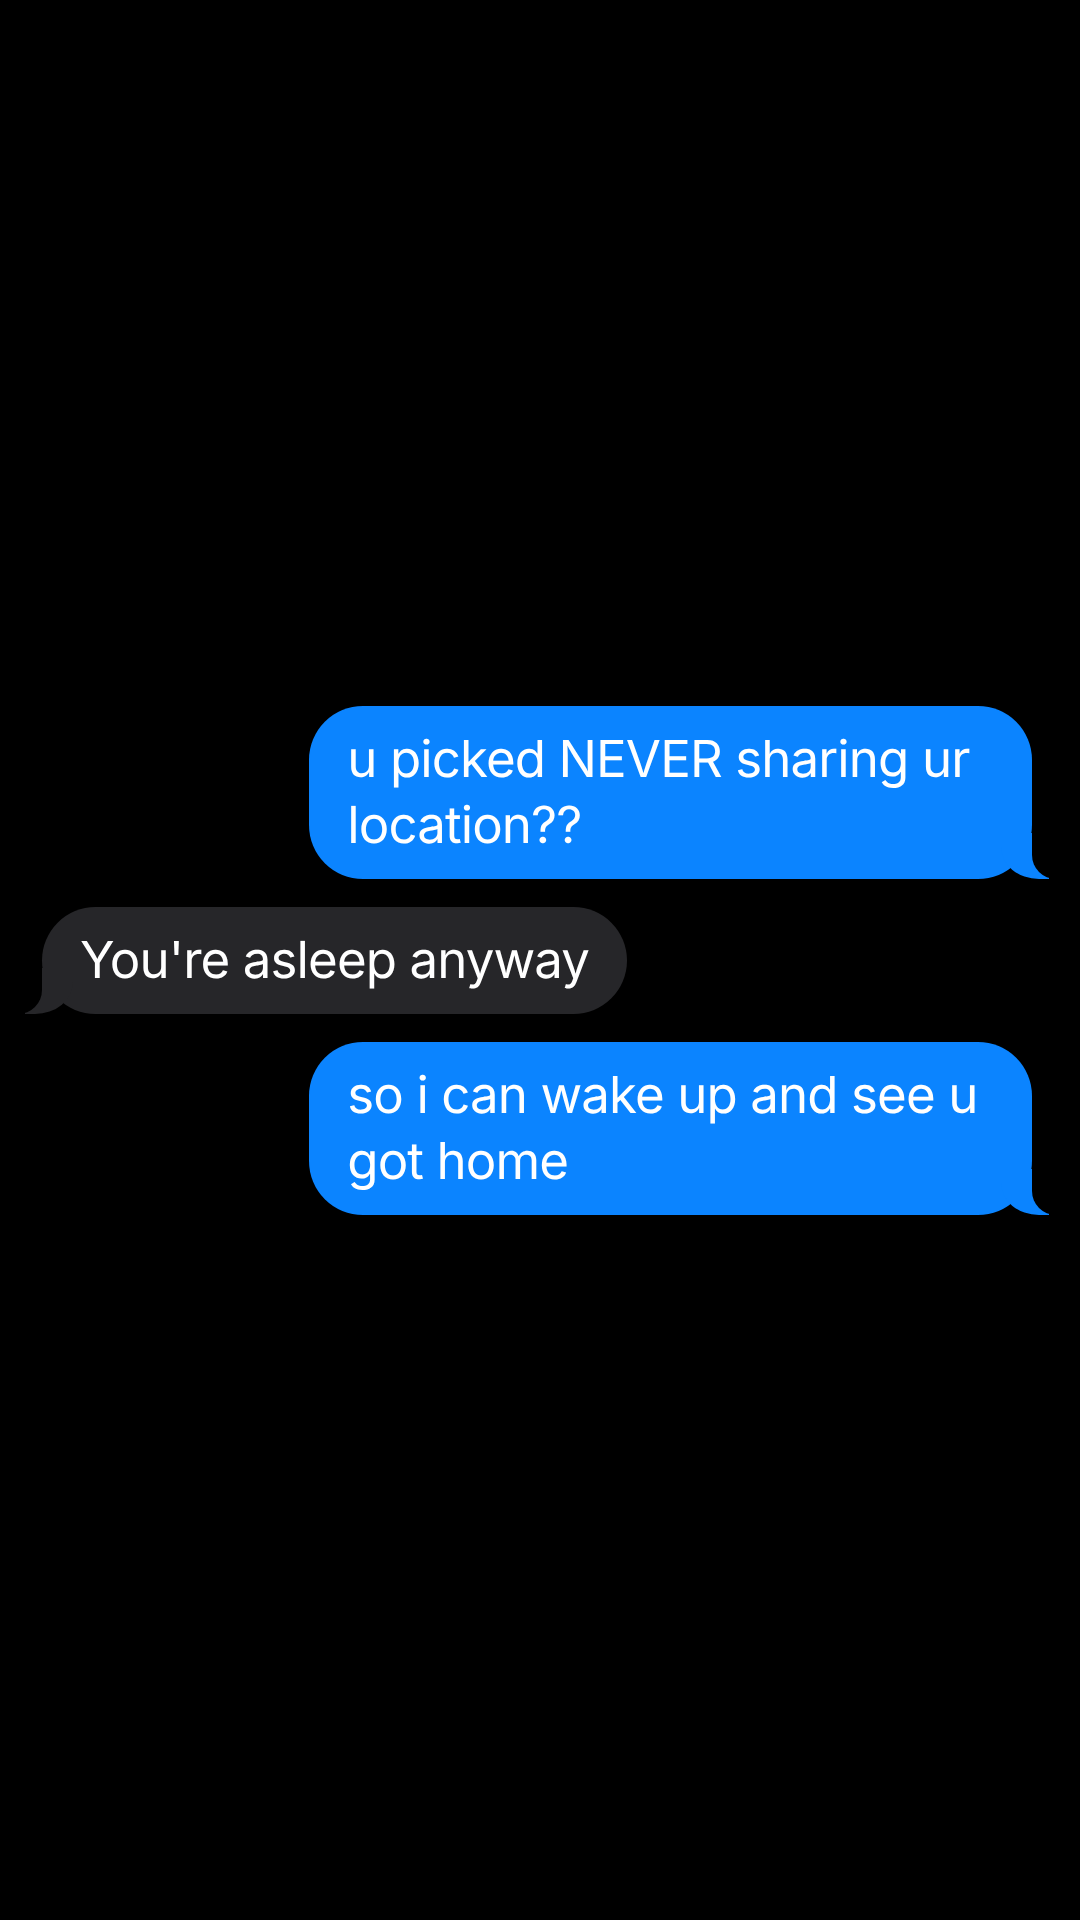 u picked NEVER sharing ur
location??
You're asleep anyway
so i can wake up and see u
got home